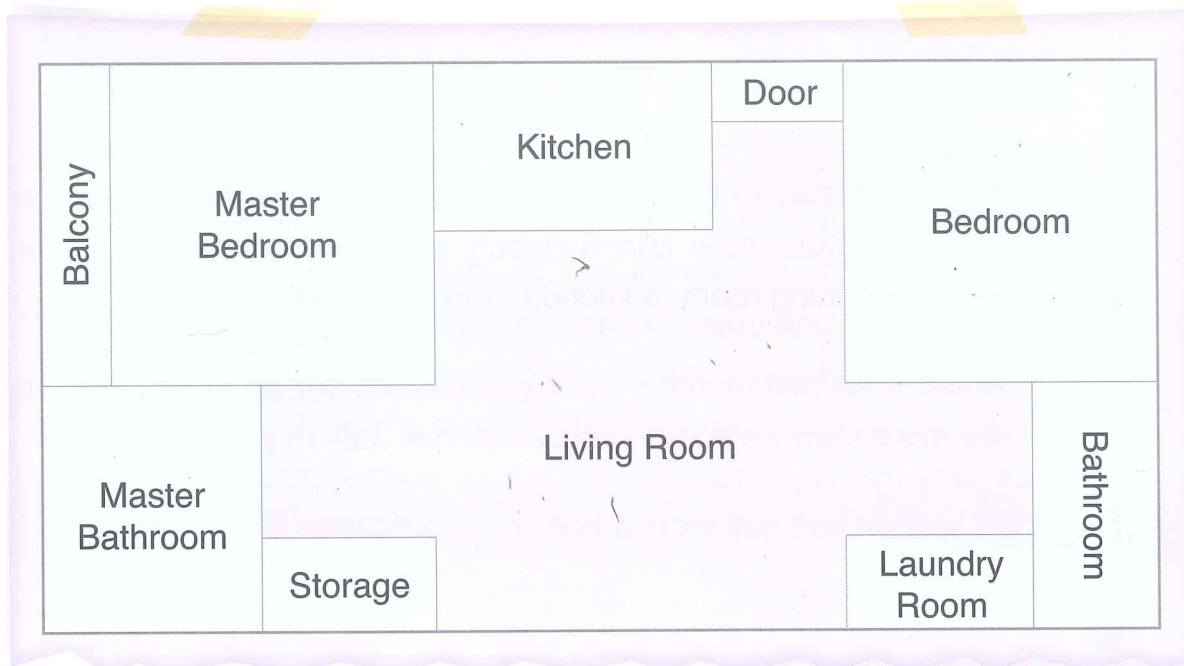 Door
Kitchen
Balcony
Master
Bedroom
Bedroom
Living Room
Master
Bathroom
Storage
Laundry
Room
Bathroom